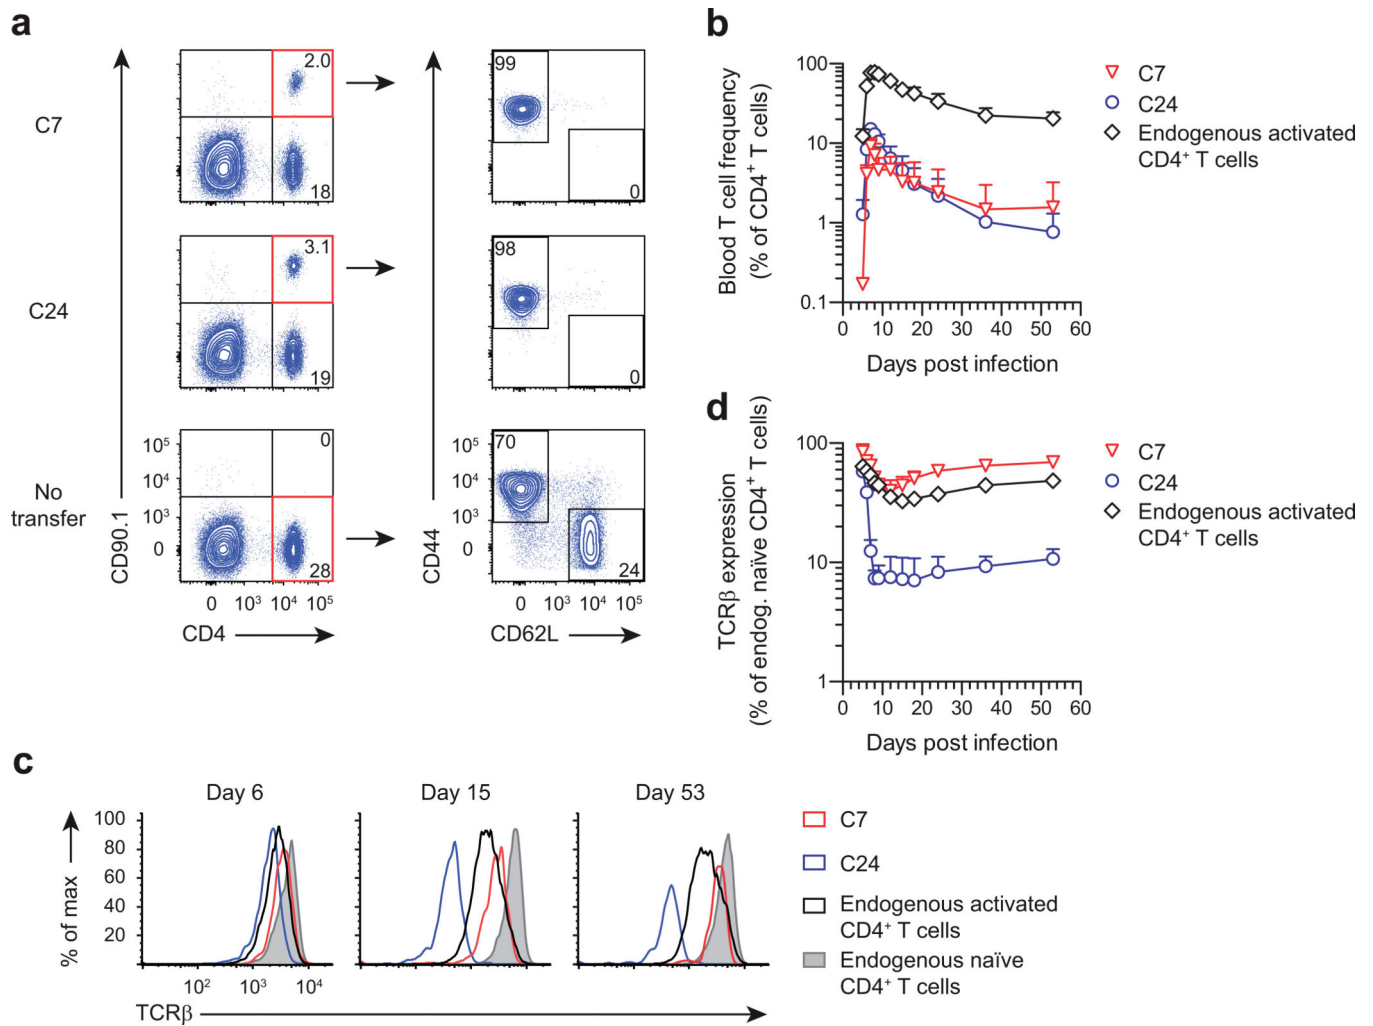 a
C7
2.0
18
99
0
C24
3.1
19
98
0
No
transfer
CD90.1
10⁵
10⁴
10³
0
0
28
0 10³ 10⁴ 10⁵
CD4
CD44
10⁵
10⁴
10³
0
70
24
0 10³ 10⁴ 10⁵
CD62L
b
Blood T cell frequency
(% of CD4⁺ T cells)
100
10
1
0.1
0 10 20 30 40 50 60
Days post infection
C7
C24
Endogenous activated
CD4⁺ T cells
d
TCRβ expression
(% of endog. naïve CD4⁺ T cells)
100
10
1
0 10 20 30 40 50 60
Days post infection
C7
C24
Endogenous activated
CD4⁺ T cells
c
Day 6 Day 15 Day 53
% of max
100
80
60
40
20
10² 10³ 10⁴
TCRβ
C7
C24
Endogenous activated
CD4⁺ T cells
Endogenous naïve
CD4⁺ T cells